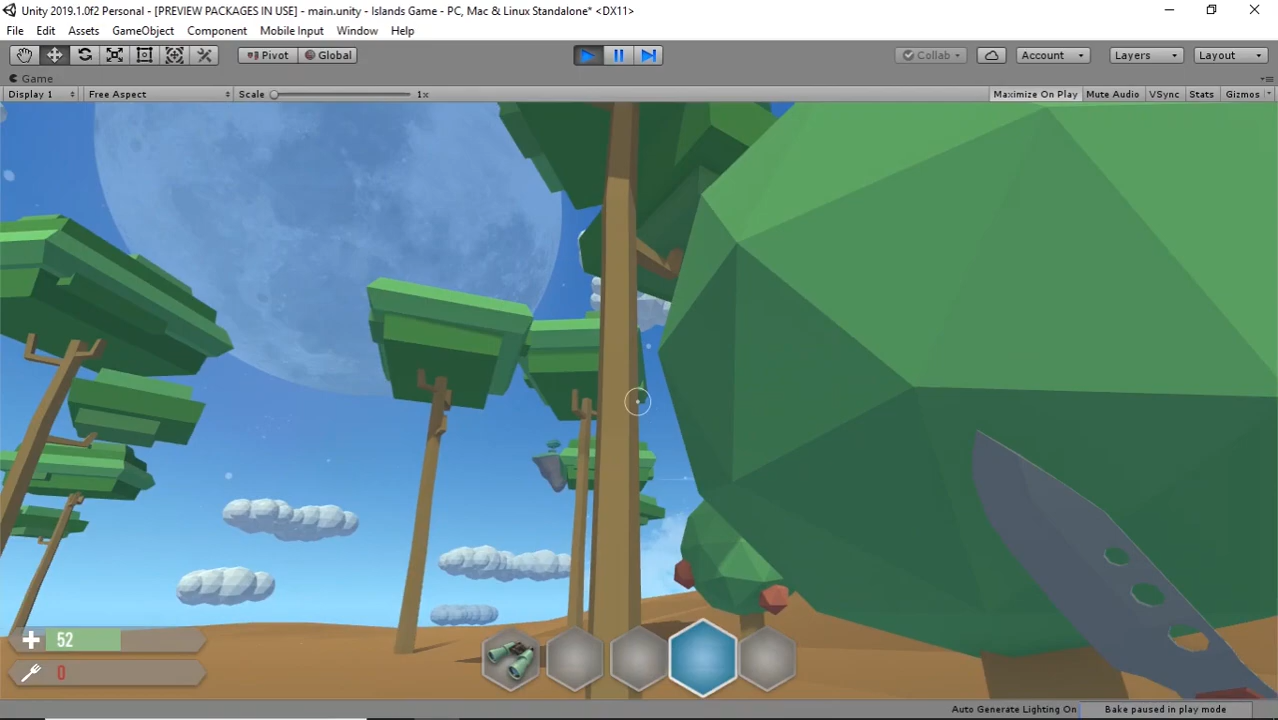 Unity 2019.1.0f2 Personal - [PREVIEW PACKAGES IN USE] - main.unity - Islands Game - PC, Mac & Linux Standalone* <DX11>
File Edit Assets GameObject Component Mobile Input Window Help
Pivot Global Collab Account Layers Layout
Game
Display 1 Free Aspect Scale 1x Maximize On Play Mute Audio VSync Stats Gizmos
52
0
Auto Generate Lighting On Bake paused in play mode